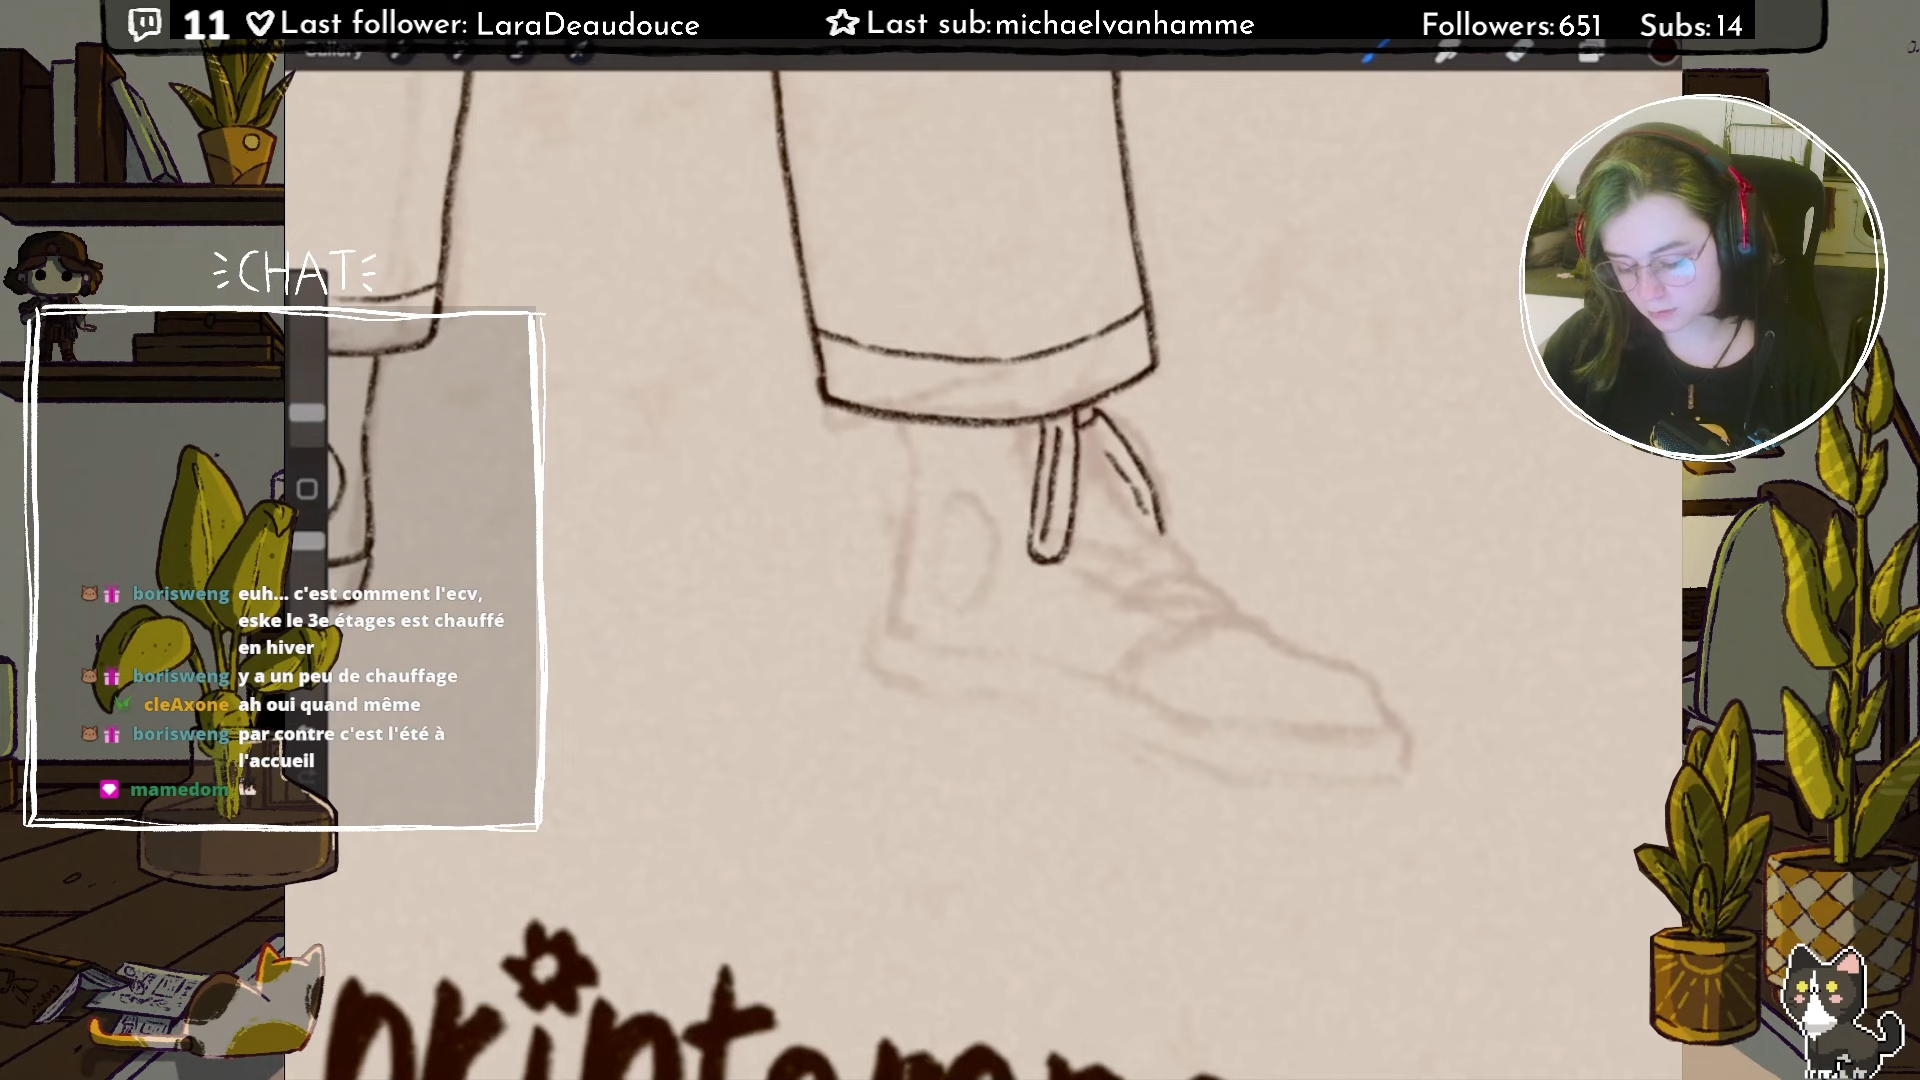 11 Last follower: LaraDeaudouce Last sub: michaelvanhamme Followers: 651 Subs: 14
Gallery
CHAT
borisweng euh... c'est comment l'ecv,
eske le 3e étages est chauffé
en hiver
borisweng y a un peu de chauffage
cleAxone ah oui quand même
borisweng par contre c'est l'été à
l'accueil
mamedom